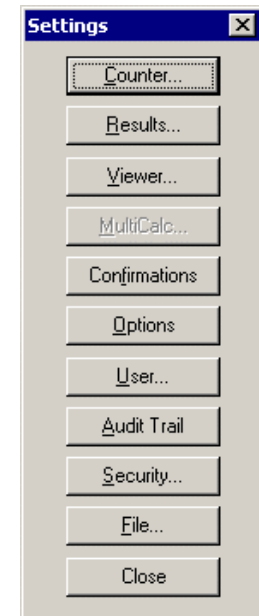 Settings
Counter...
Results...
Viewer...
MultiCalc...
Confirmations
Options
User...
Audit Trail
Security...
File...
Close